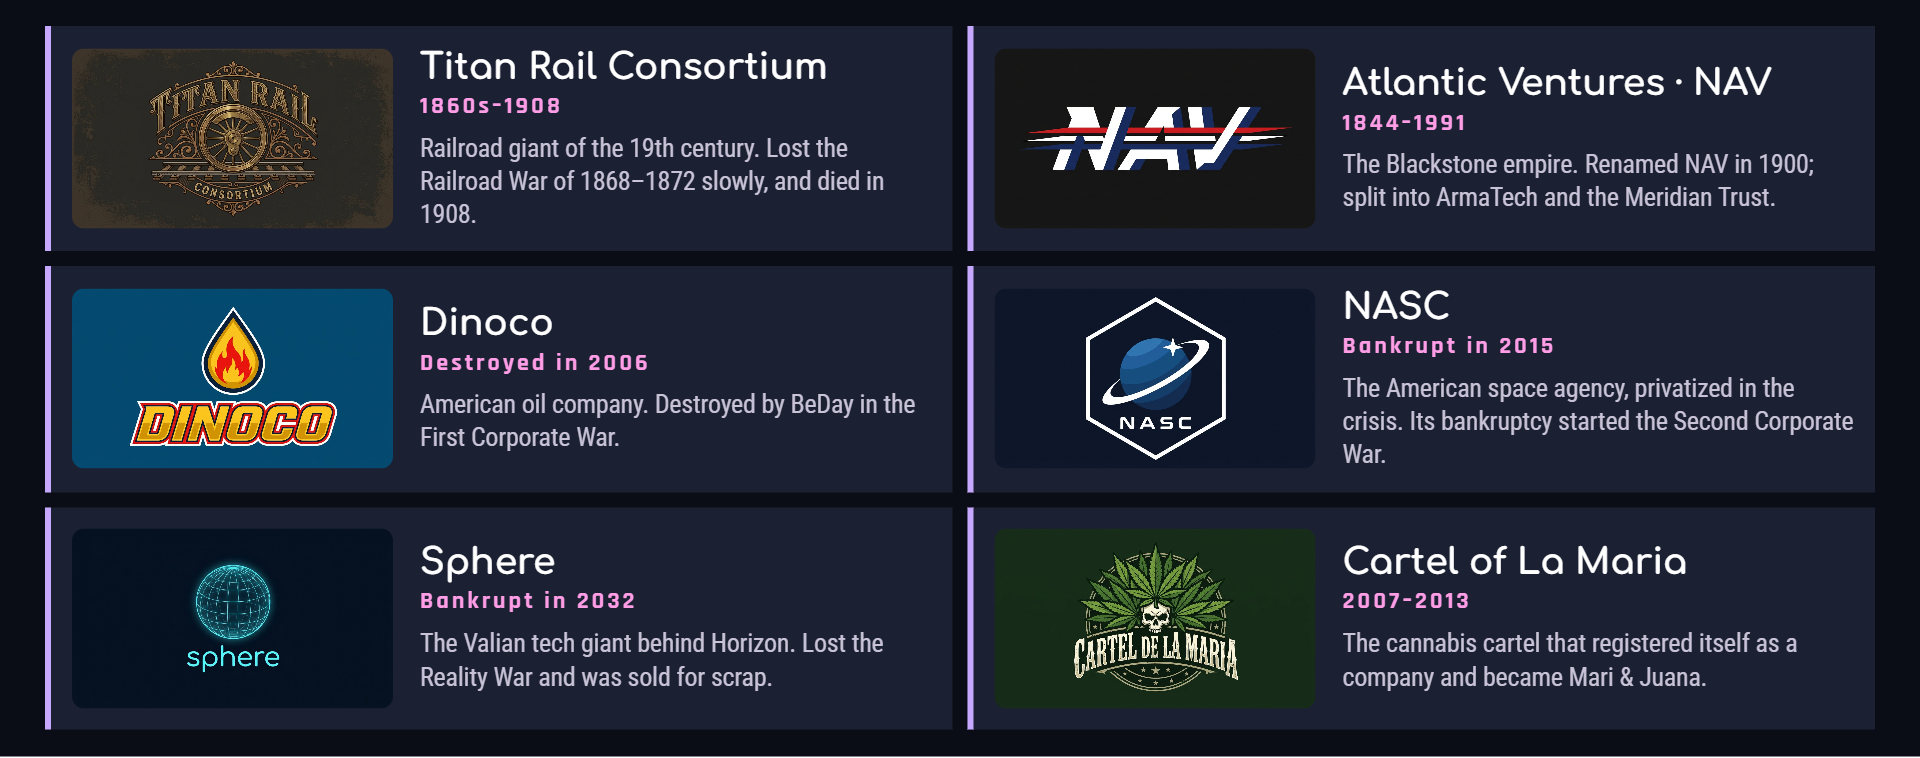 TITAN RAIL
CONSORTIUM
Titan Rail Consortium
1860s-1908
Railroad giant of the 19th century. Lost the
Railroad War of 1868–1872 slowly, and died in
1908.
NAV
Atlantic Ventures · NAV
1844-1991
The Blackstone empire. Renamed NAV in 1900;
split into ArmaTech and the Meridian Trust.
DINOCO
Dinoco
Destroyed in 2006
American oil company. Destroyed by BeDay in the
First Corporate War.
NASC
NASC
Bankrupt in 2015
The American space agency, privatized in the
crisis. Its bankruptcy started the Second Corporate
War.
sphere
Sphere
Bankrupt in 2032
The Valian tech giant behind Horizon. Lost the
Reality War and was sold for scrap.
CARTEL DE LA MARIA
Cartel of La Maria
2007-2013
The cannabis cartel that registered itself as a
company and became Mari & Juana.